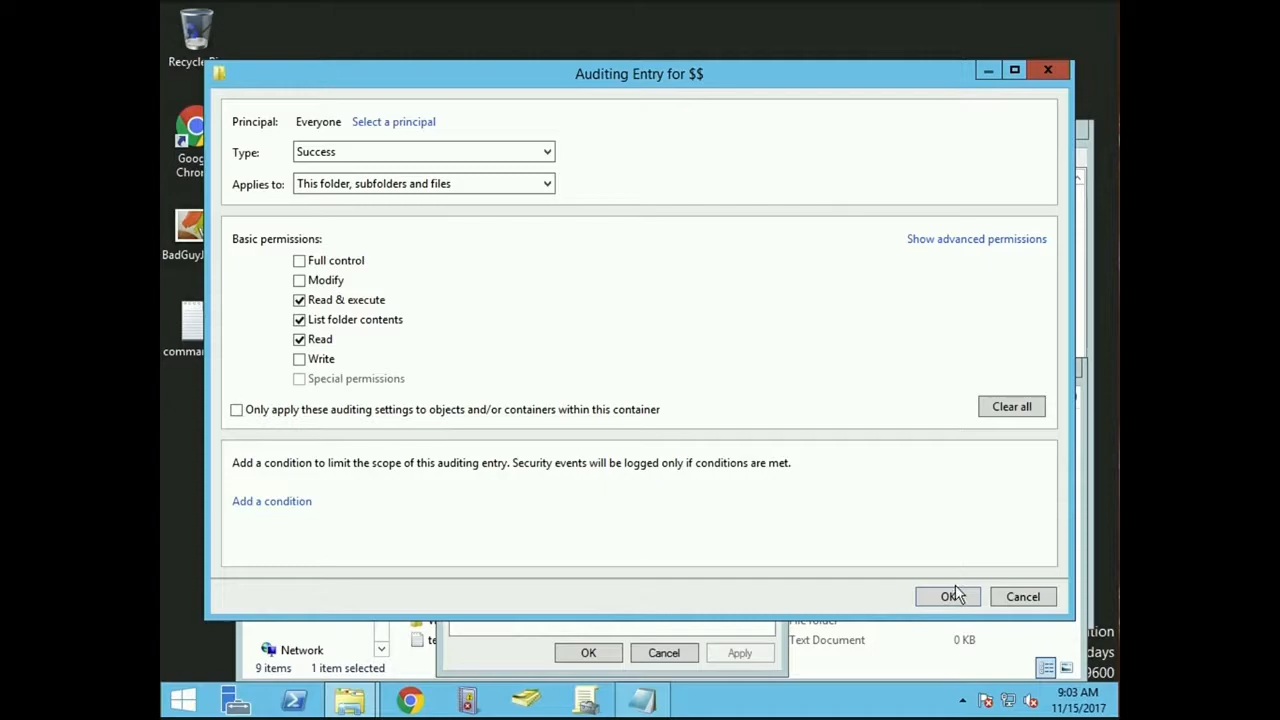 Recycle
Auditing Entry for $$
Principal: Everyone Select a principal
Type: Success
Applies to: This folder, subfolders and files
Goog
Chron
Basic permissions: Show advanced permissions
BadGuyJ
Full control
Modify
Read & execute
List folder contents
Read
Write
Special permissions
comma
Only apply these auditing settings to objects and/or containers within this container
Clear all
Add a condition to limit the scope of this auditing entry. Security events will be logged only if conditions are met.
Add a condition
OK Cancel
Network te Text Document 0 KB
OK Cancel Apply
9 items 1 item selected
tion
days
9600
9:03 AM
11/15/2017